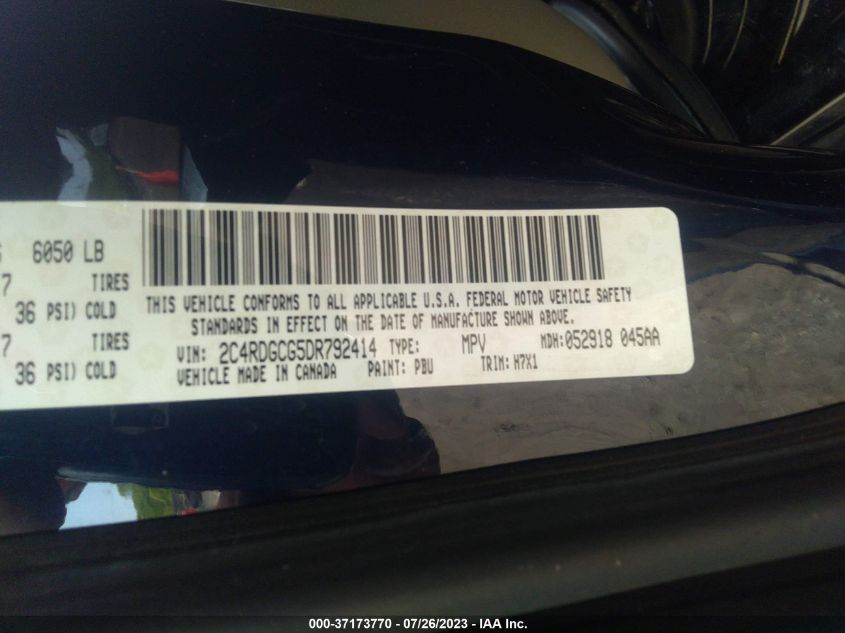 6050 LB
7 TIRES
36 PSI) COLD
7 TIRES
36 PSI) COLD
THIS VEHICLE CONFORMS TO ALL APPLICABLE U.S.A. FEDERAL MOTOR VEHICLE SAFETY
STANDARDS IN EFFECT ON THE DATE OF MANUFACTURE SHOWN ABOVE.
VIN: 2C4RDGCG5DR792414 TYPE: MPV MDH:052918 045AA
VEHICLE MADE IN CANADA PAINT: PBU TRIM: H7X1
000-37173770 / 07/26/2023 - IAA Inc.